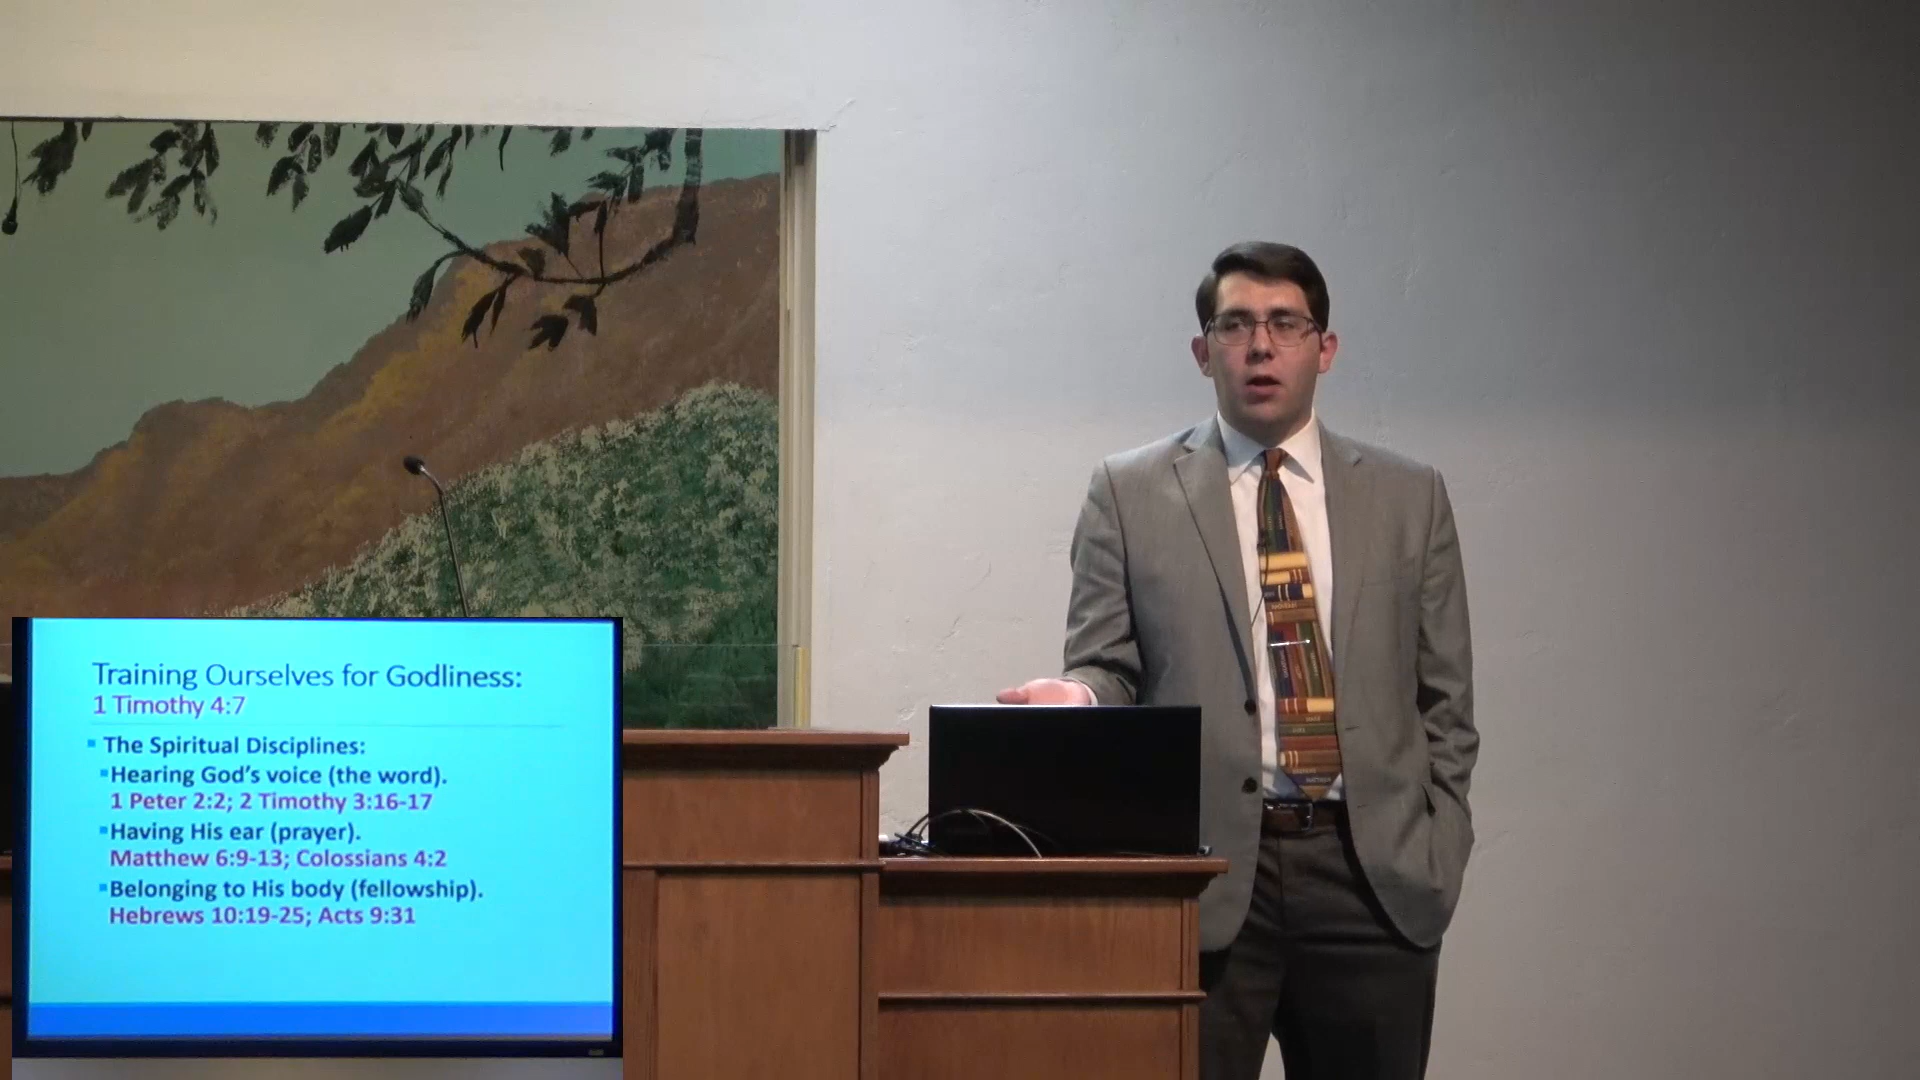 Training Ourselves for Godliness:
1 Timothy 4:7
The Spiritual Disciplines:
Hearing God's voice (the word).
1 Peter 2:2; 2 Timothy 3:16-17
Having His ear (prayer).
Matthew 6:9-13; Colossians 4:2
Belonging to His body (fellowship).
Hebrews 10:19-25; Acts 9:31